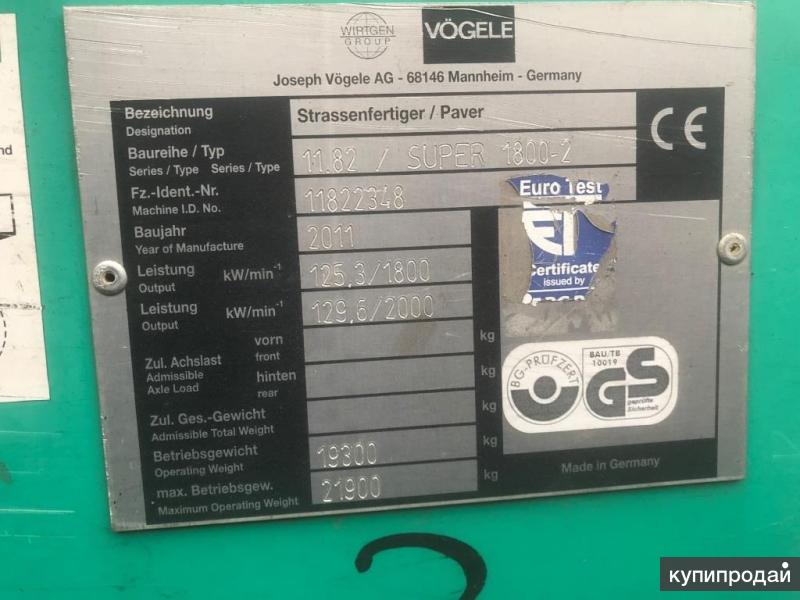 WIRTGEN
GROUP
VÖGELE
Joseph Vögele AG - 68146 Mannheim - Germany
Bezeichnung
Designation
Strassenfertiger / Paver
Baureihe / Typ
Series / Type Series / Type
11.82 / SUPER 1800-2
Fz.-Ident.-Nr.
Machine I.D. No.
11822348
Baujahr
Year of Manufacture
2011
Leistung kW/min-1
Output
125,3/1800
Leistung kW/min-1
Output
129,6/2000
vorn kg
front
Zul. Achslast
Admissible
Axle Load
hinten kg
rear
Zul. Ges.-Gewicht kg
Admissible Total Weight
Betriebsgewicht 19300 kg
Operating Weight
max. Betriebsgew. 21900 kg
Maximum Operating Weight
CE
Euro Test
ET
Certificate
issued by
BG-PRÜFZERT
BAU/TB
10019
GS
geprüfte
Sicherheit
Made in Germany
nd
2
купипродай